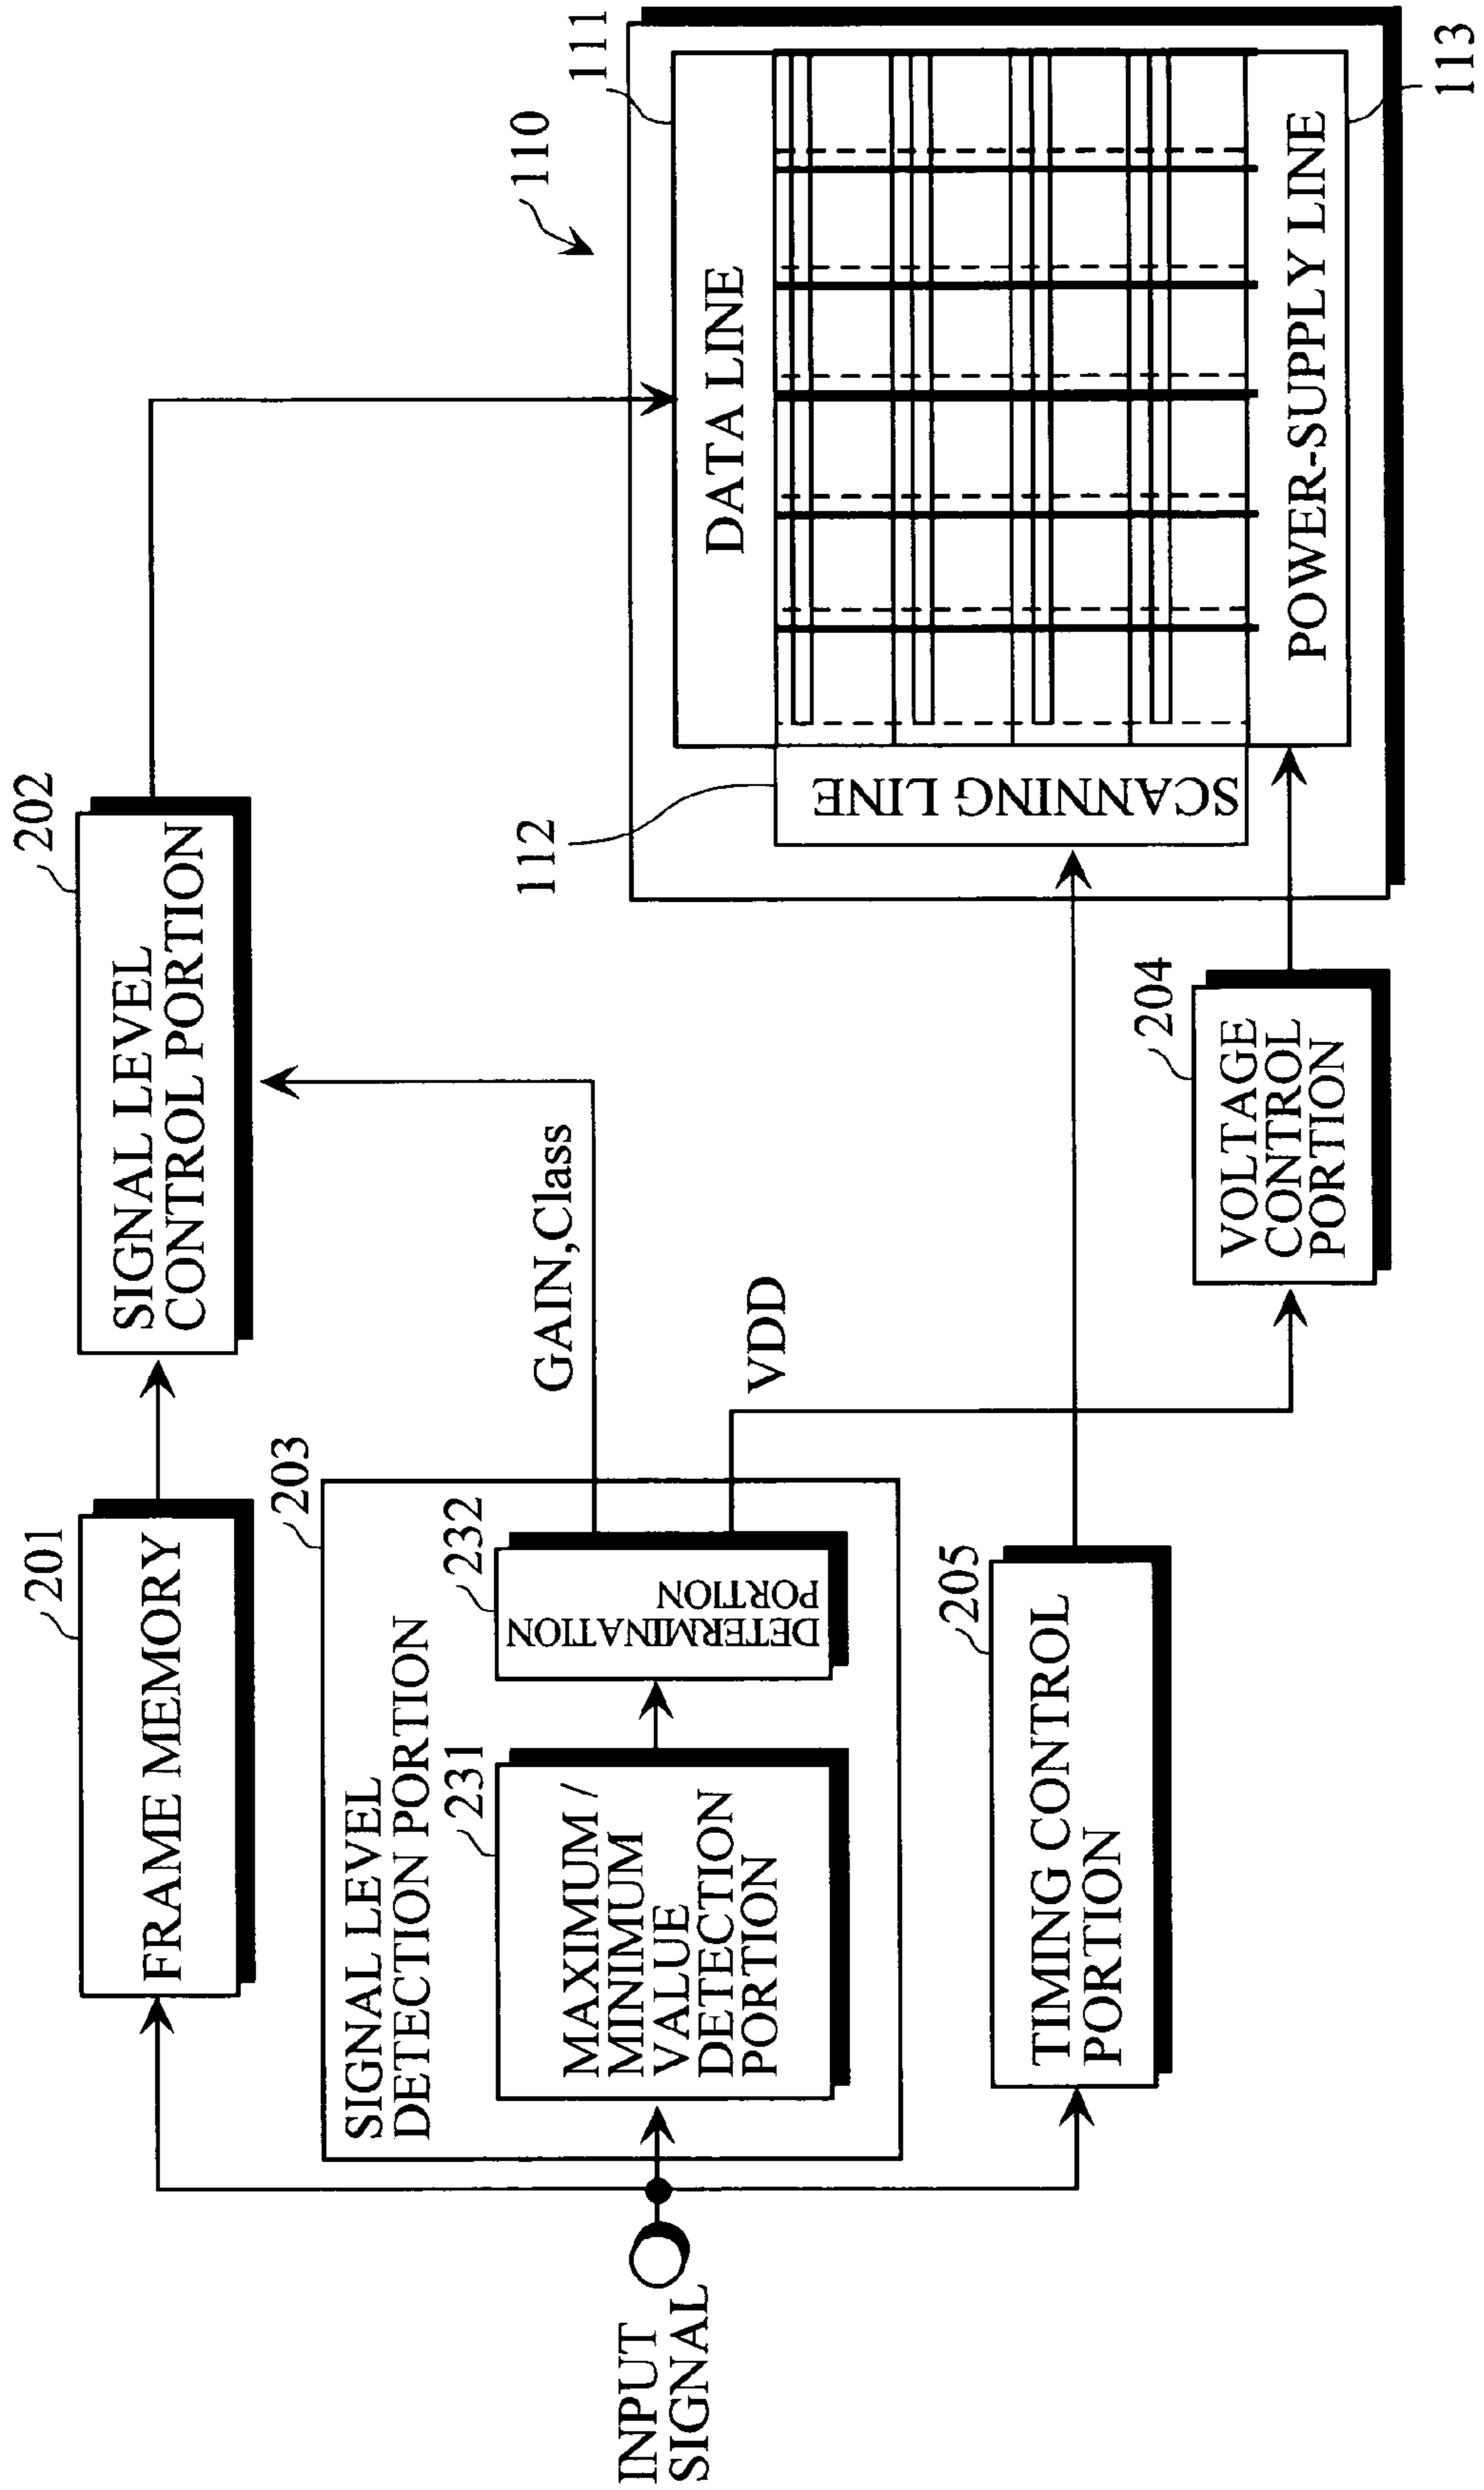 201
FRAME MEMORY
202
SIGNAL LEVEL
CONTROL PORTION
203
SIGNAL LEVEL
DETECTION PORTION
231
MAXIMUM /
MINIMUM
VALUE
DETECTION
PORTION
232
DETERMINATION
PORTION
GAIN,Class
VDD
INPUT
SIGNAL
205
TIMING CONTROL
PORTION
204
VOLTAGE
CONTROL
PORTION
110
111
DATA LINE
112
SCANNING LINE
POWER-SUPPLY LINE
113